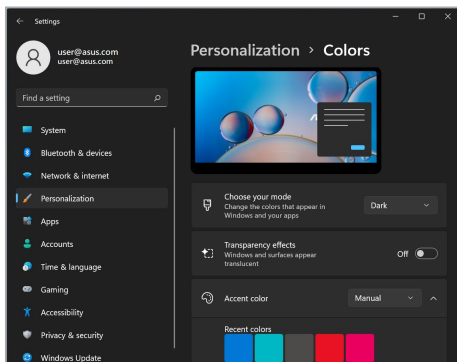 Settings
user@asus.com
user@asus.com
Find a setting
System
Bluetooth & devices
Network & internet
Personalization
Apps
Accounts
Time & language
Gaming
Accessibility
Privacy & security
Windows Update
Personalization > Colors
Choose your mode
Change the colors that appear in
Windows and your apps
Dark
Transparency effects
Windows and surfaces appear
translucent
Off
Accent color
Manual
Recent colors